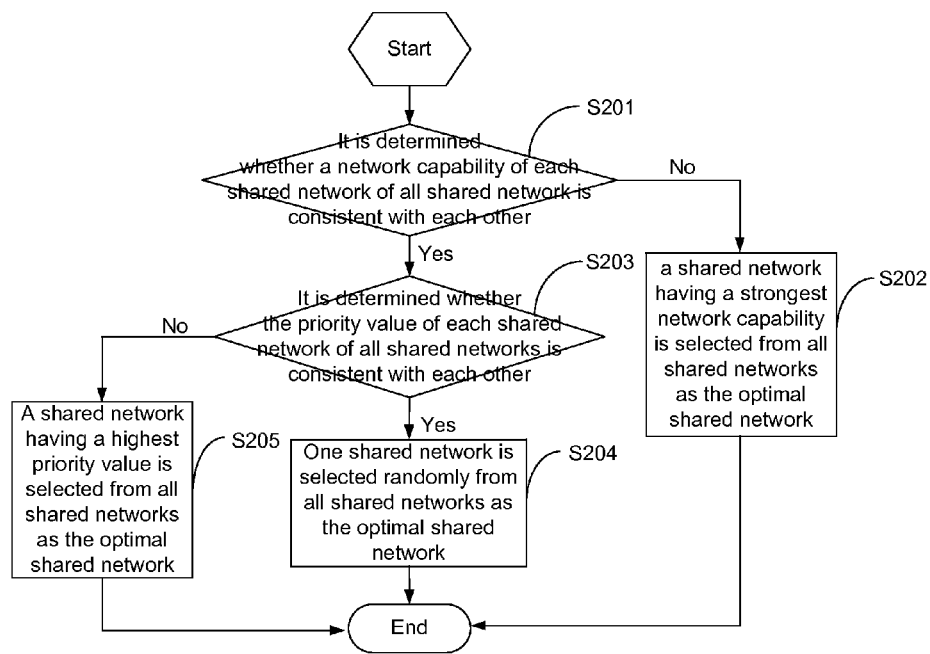 Start
S201
It is determined
whether a network capability of each
shared network of all shared network is
consistent with each other
No
Yes
S203
It is determined whether
the priority value of each shared
network of all shared networks is
consistent with each other
No
S202
a shared network
having a strongest
network capability
is selected from all
shared networks
as the optimal
shared network
Yes
S205
A shared network
having a highest
priority value is
selected from all
shared networks
as the optimal
shared network
S204
One shared network is
selected randomly from
all shared networks as
the optimal shared
network
End